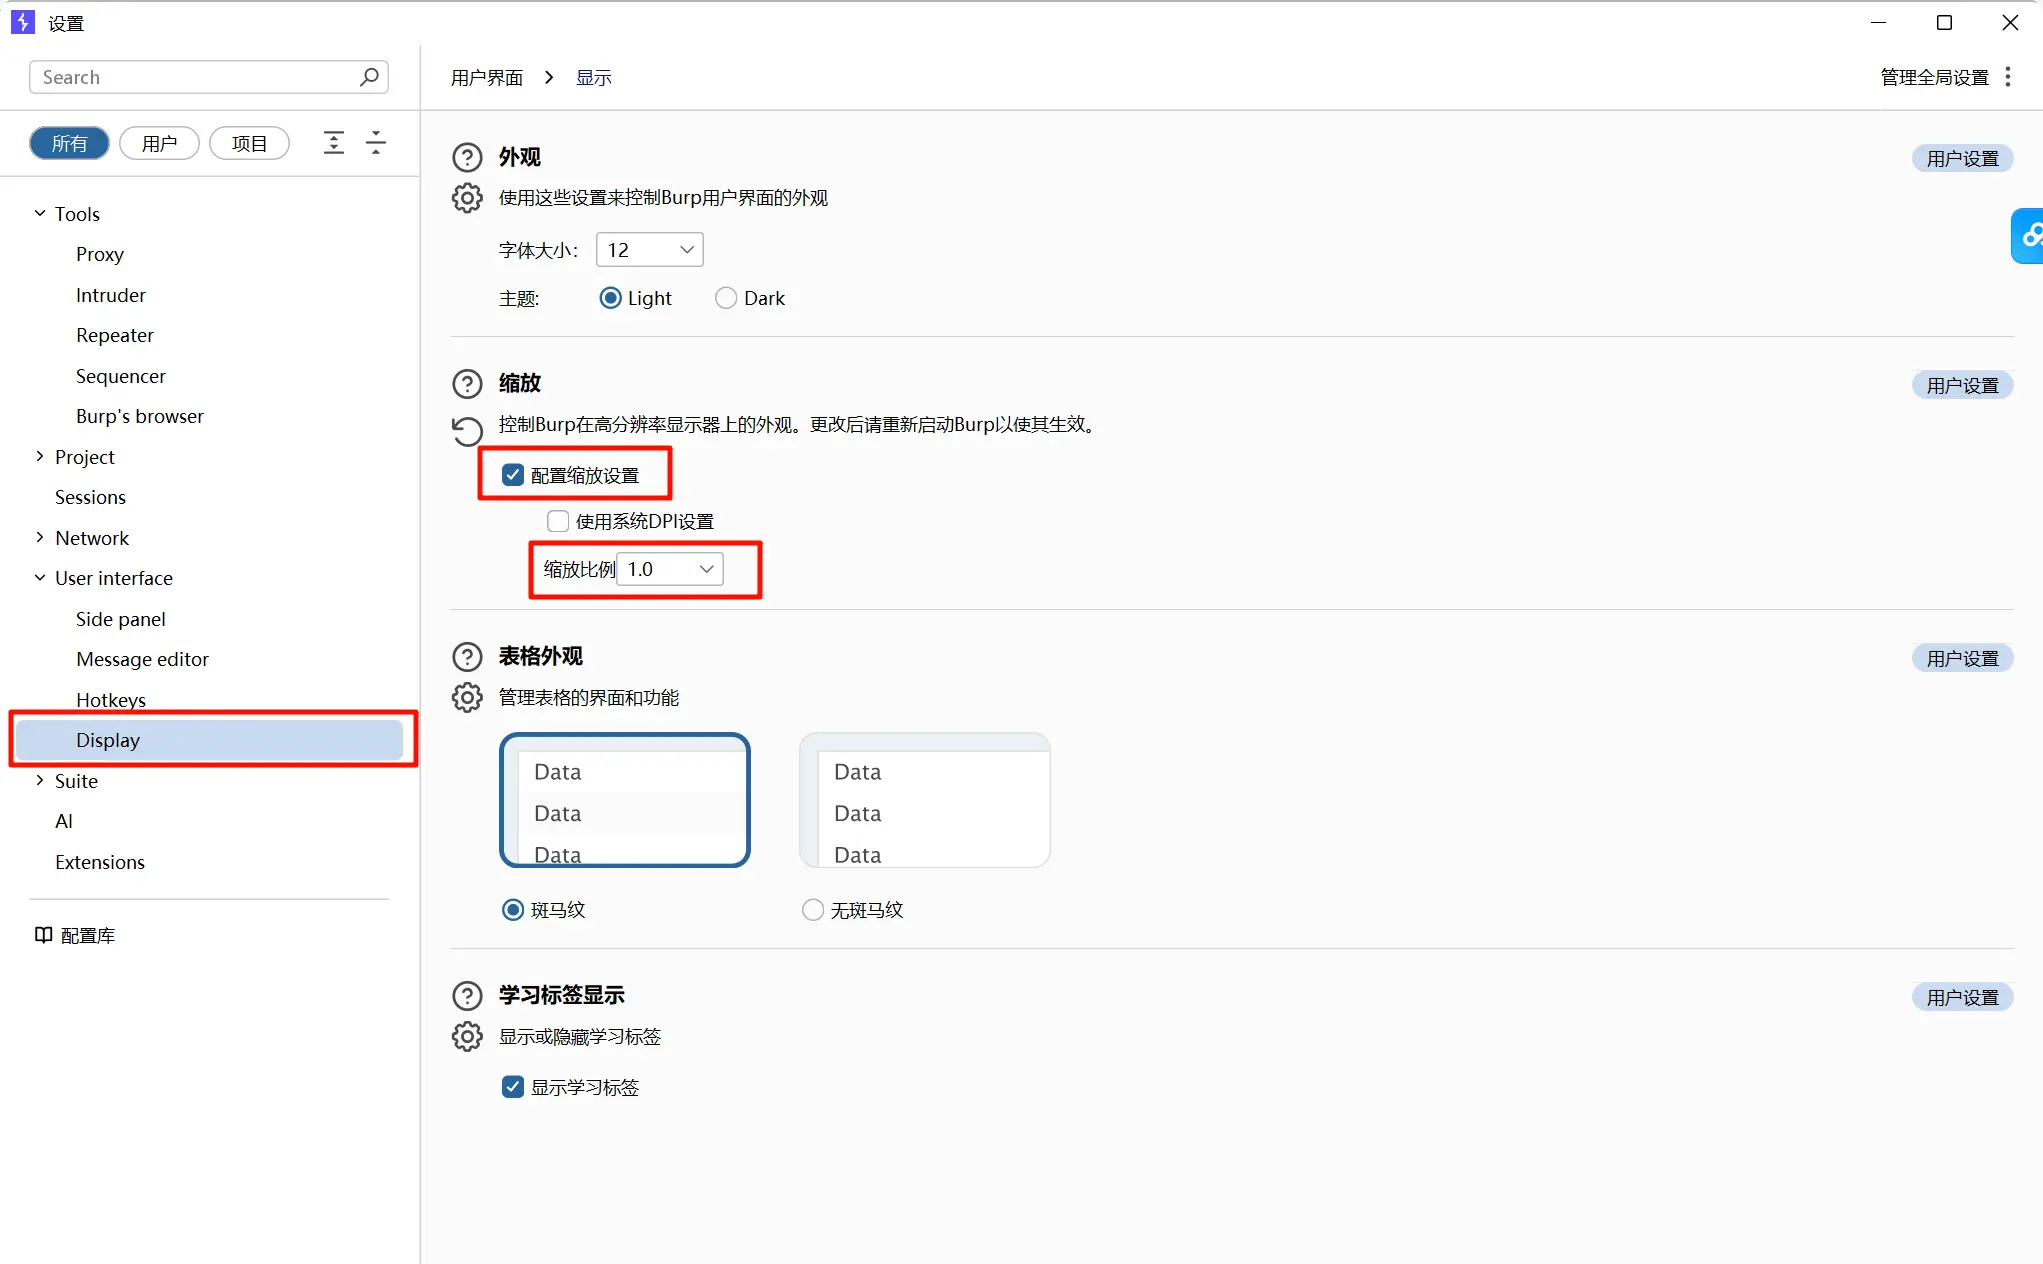 设置
Search
用户界面
显示
管理全局设置
所有
用户
项目
Tools
Proxy
Intruder
Repeater
Sequencer
Burp's browser
Project
Sessions
Network
User interface
Side panel
Message editor
Hotkeys
Display
Suite
AI
Extensions
配置库
外观
用户设置
使用这些设置来控制Burp用户界面的外观
字体大小：
12
主题:
Light
Dark
缩放
用户设置
控制Burp在高分辨率显示器上的外观。更改后请重新启动Burp以使其生效。
配置缩放设置
使用系统DPI设置
缩放比例
1.0
表格外观
用户设置
管理表格的界面和功能
Data
Data
Data
Data
Data
Data
斑马纹
无斑马纹
学习标签显示
用户设置
显示或隐藏学习标签
显示学习标签